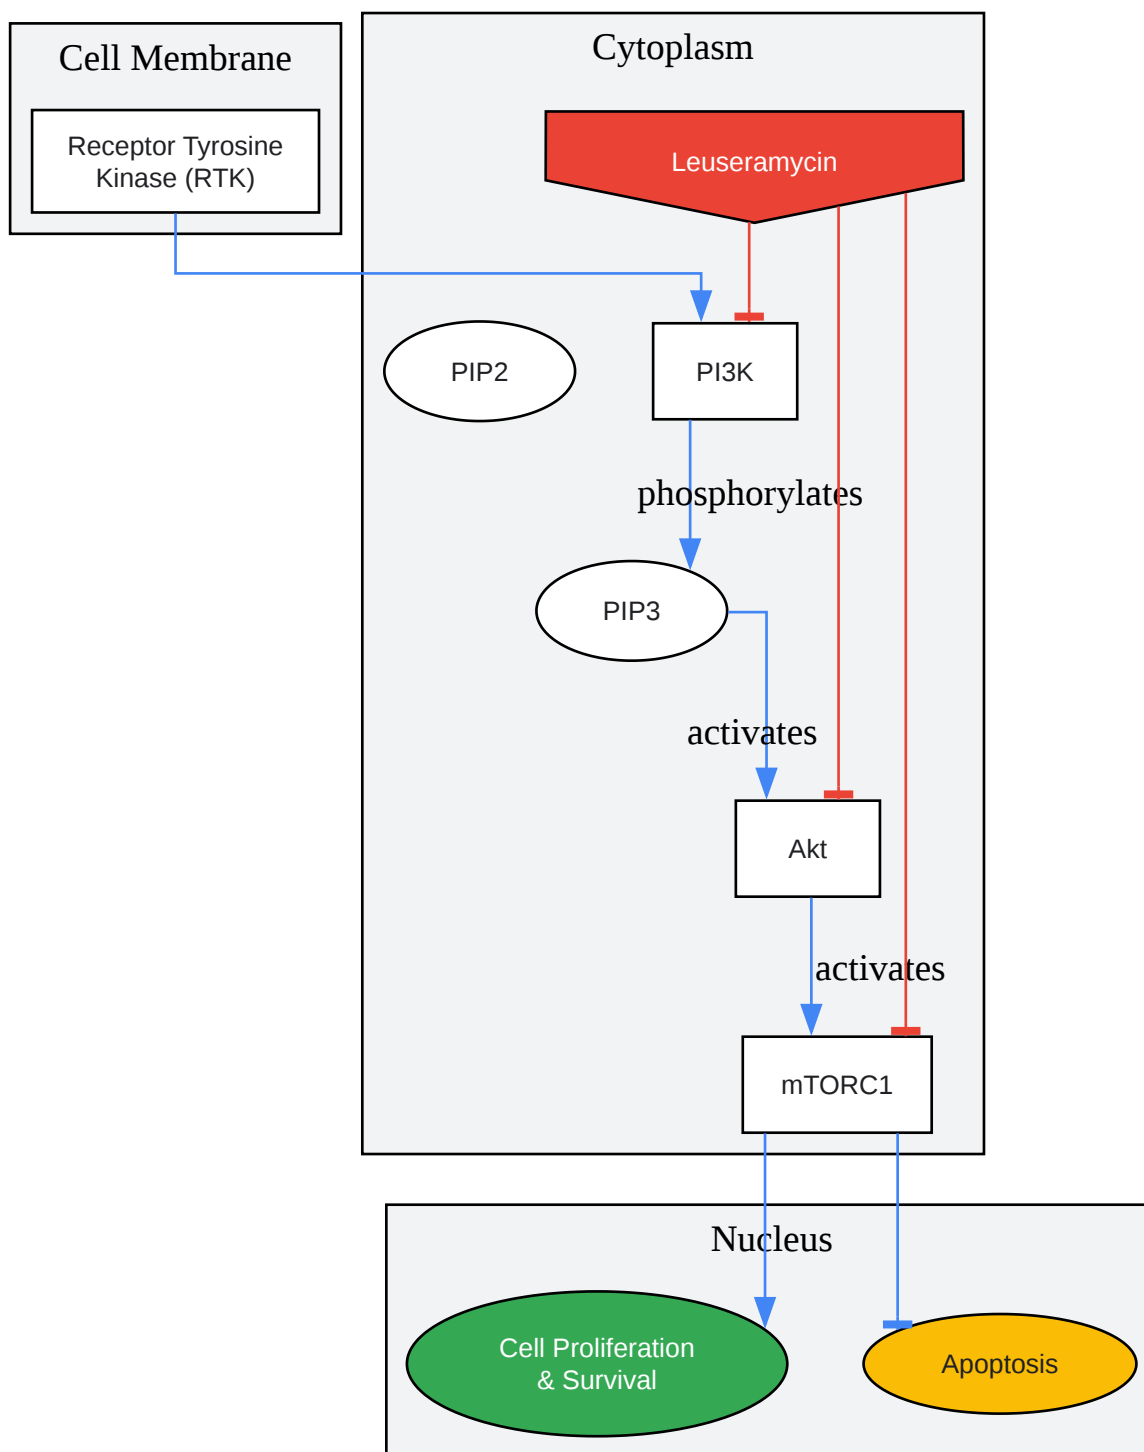 Cell Membrane
Receptor Tyrosine
Kinase (RTK)
Cytoplasm
Leuseramycin
PIP2
PI3K
phosphorylates
PIP3
activates
Akt
activates
mTORC1
Nucleus
Cell Proliferation
& Survival
Apoptosis